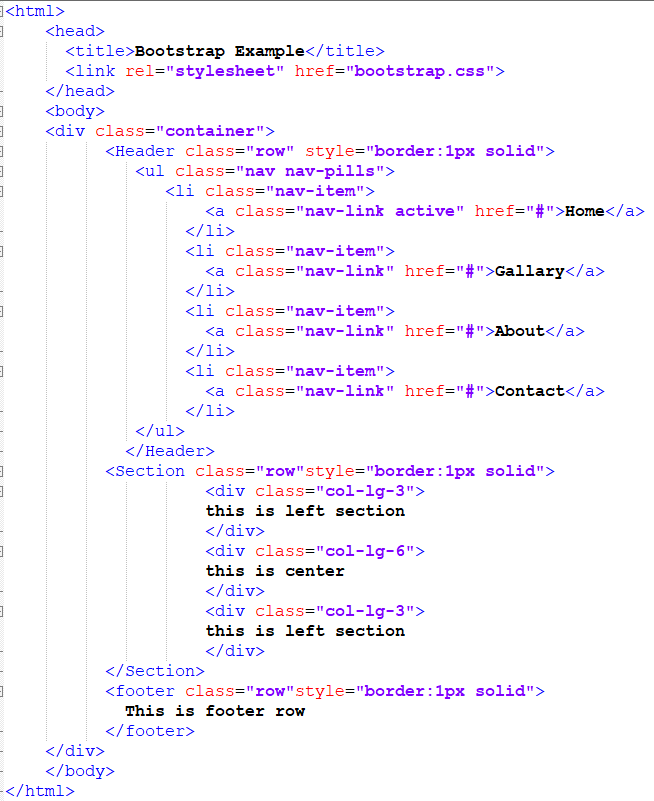 <html>
<head>
<title>Bootstrap Example</title>
<link rel="stylesheet" href="bootstrap.css">
</head>
<body>
<div class="container">
<Header class="row" style="border:1px solid">
<ul class="nav nav-pills">
<li class="nav-item">
<a class="nav-link active" href="#">Home</a>
</li>
<li class="nav-item">
<a class="nav-link" href="#">Gallary</a>
</li>
<li class="nav-item">
<a class="nav-link" href="#">About</a>
</li>
<li class="nav-item">
<a class="nav-link" href="#">Contact</a>
</li>
</ul>
</Header>
<Section class="row"style="border:1px solid">
<div class="col-lg-3">
this is left section
</div>
<div class="col-lg-6">
this is center
</div>
<div class="col-lg-3">
this is left section
</div>
</Section>
<footer class="row"style="border:1px solid">
This is footer row
</footer>
</div>
</body>
</html>